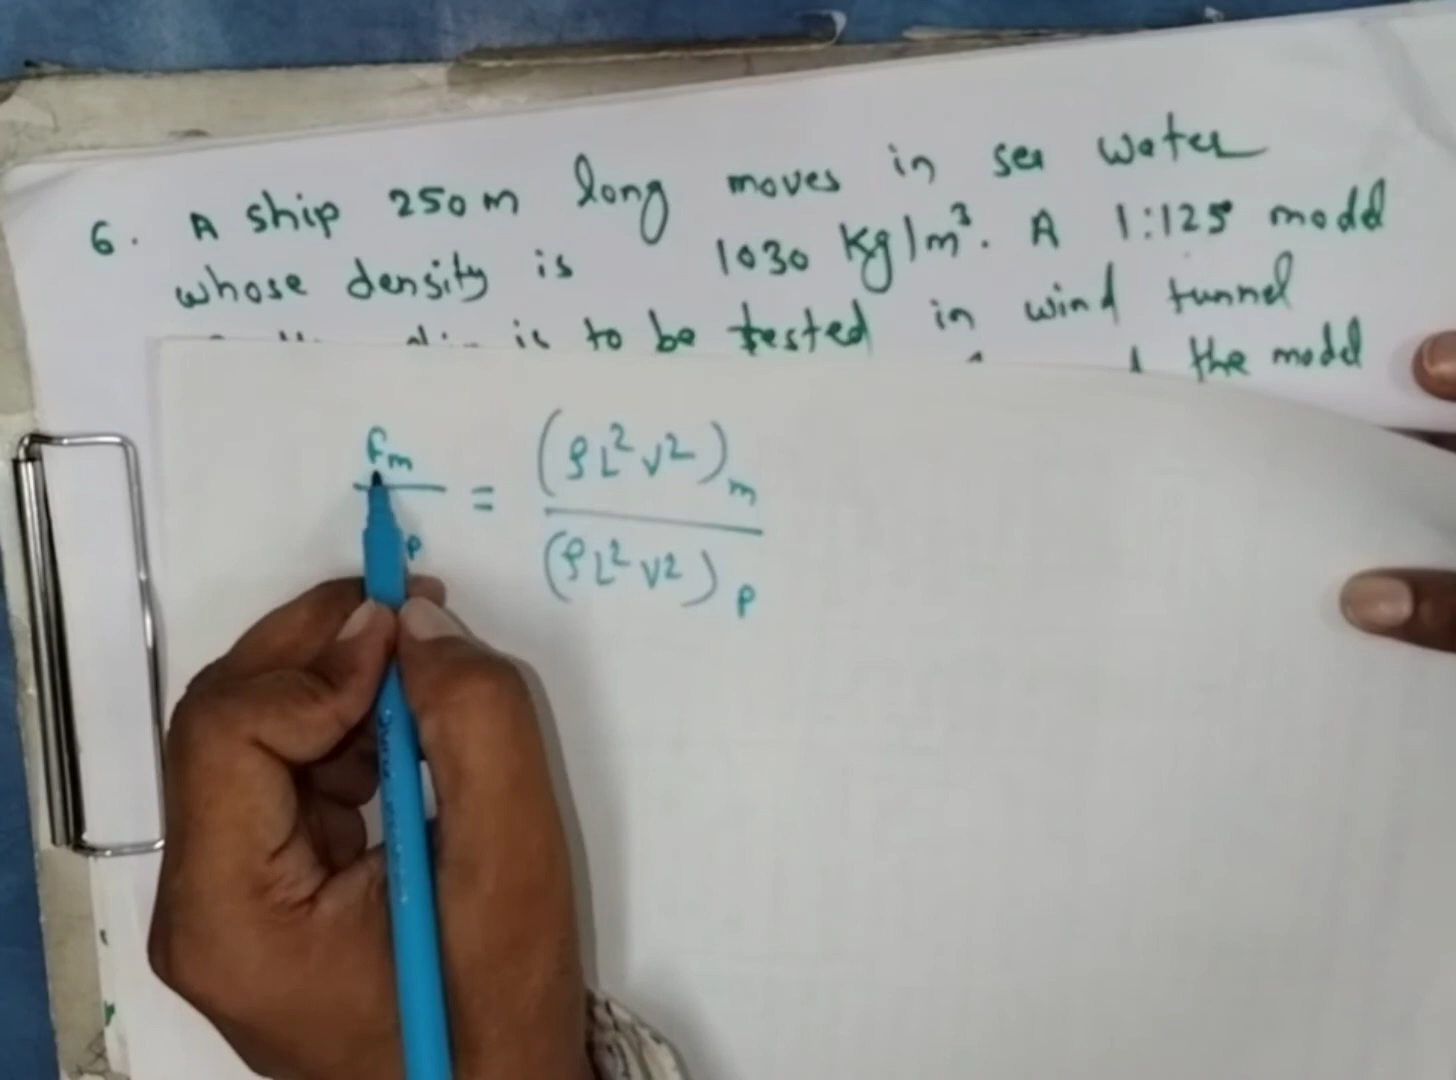 6. A ship 250m long moves in sea water
whose density is 1030 Kg/m³. A 1:125 model
is to be tested in wind tunnel
the model
Fm / p = (ρL²V²)m / (ρL²V²)p